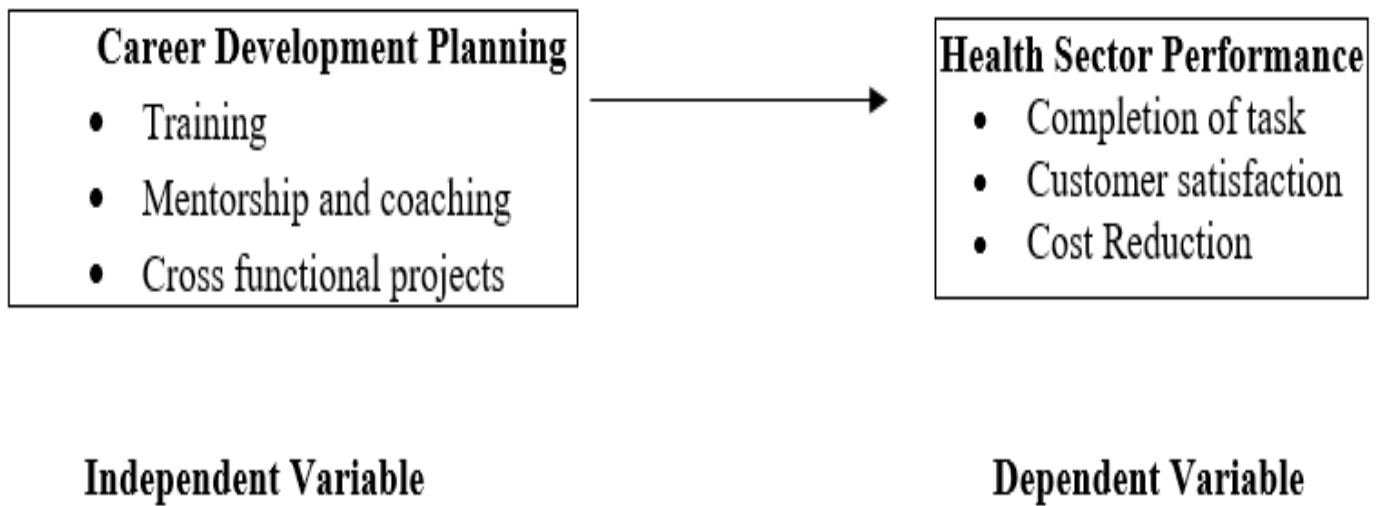 Career Development Planning
• Training
• Mentorship and coaching
• Cross functional projects
Health Sector Performance
• Completion of task
• Customer satisfaction
• Cost Reduction
Independent Variable
Dependent Variable